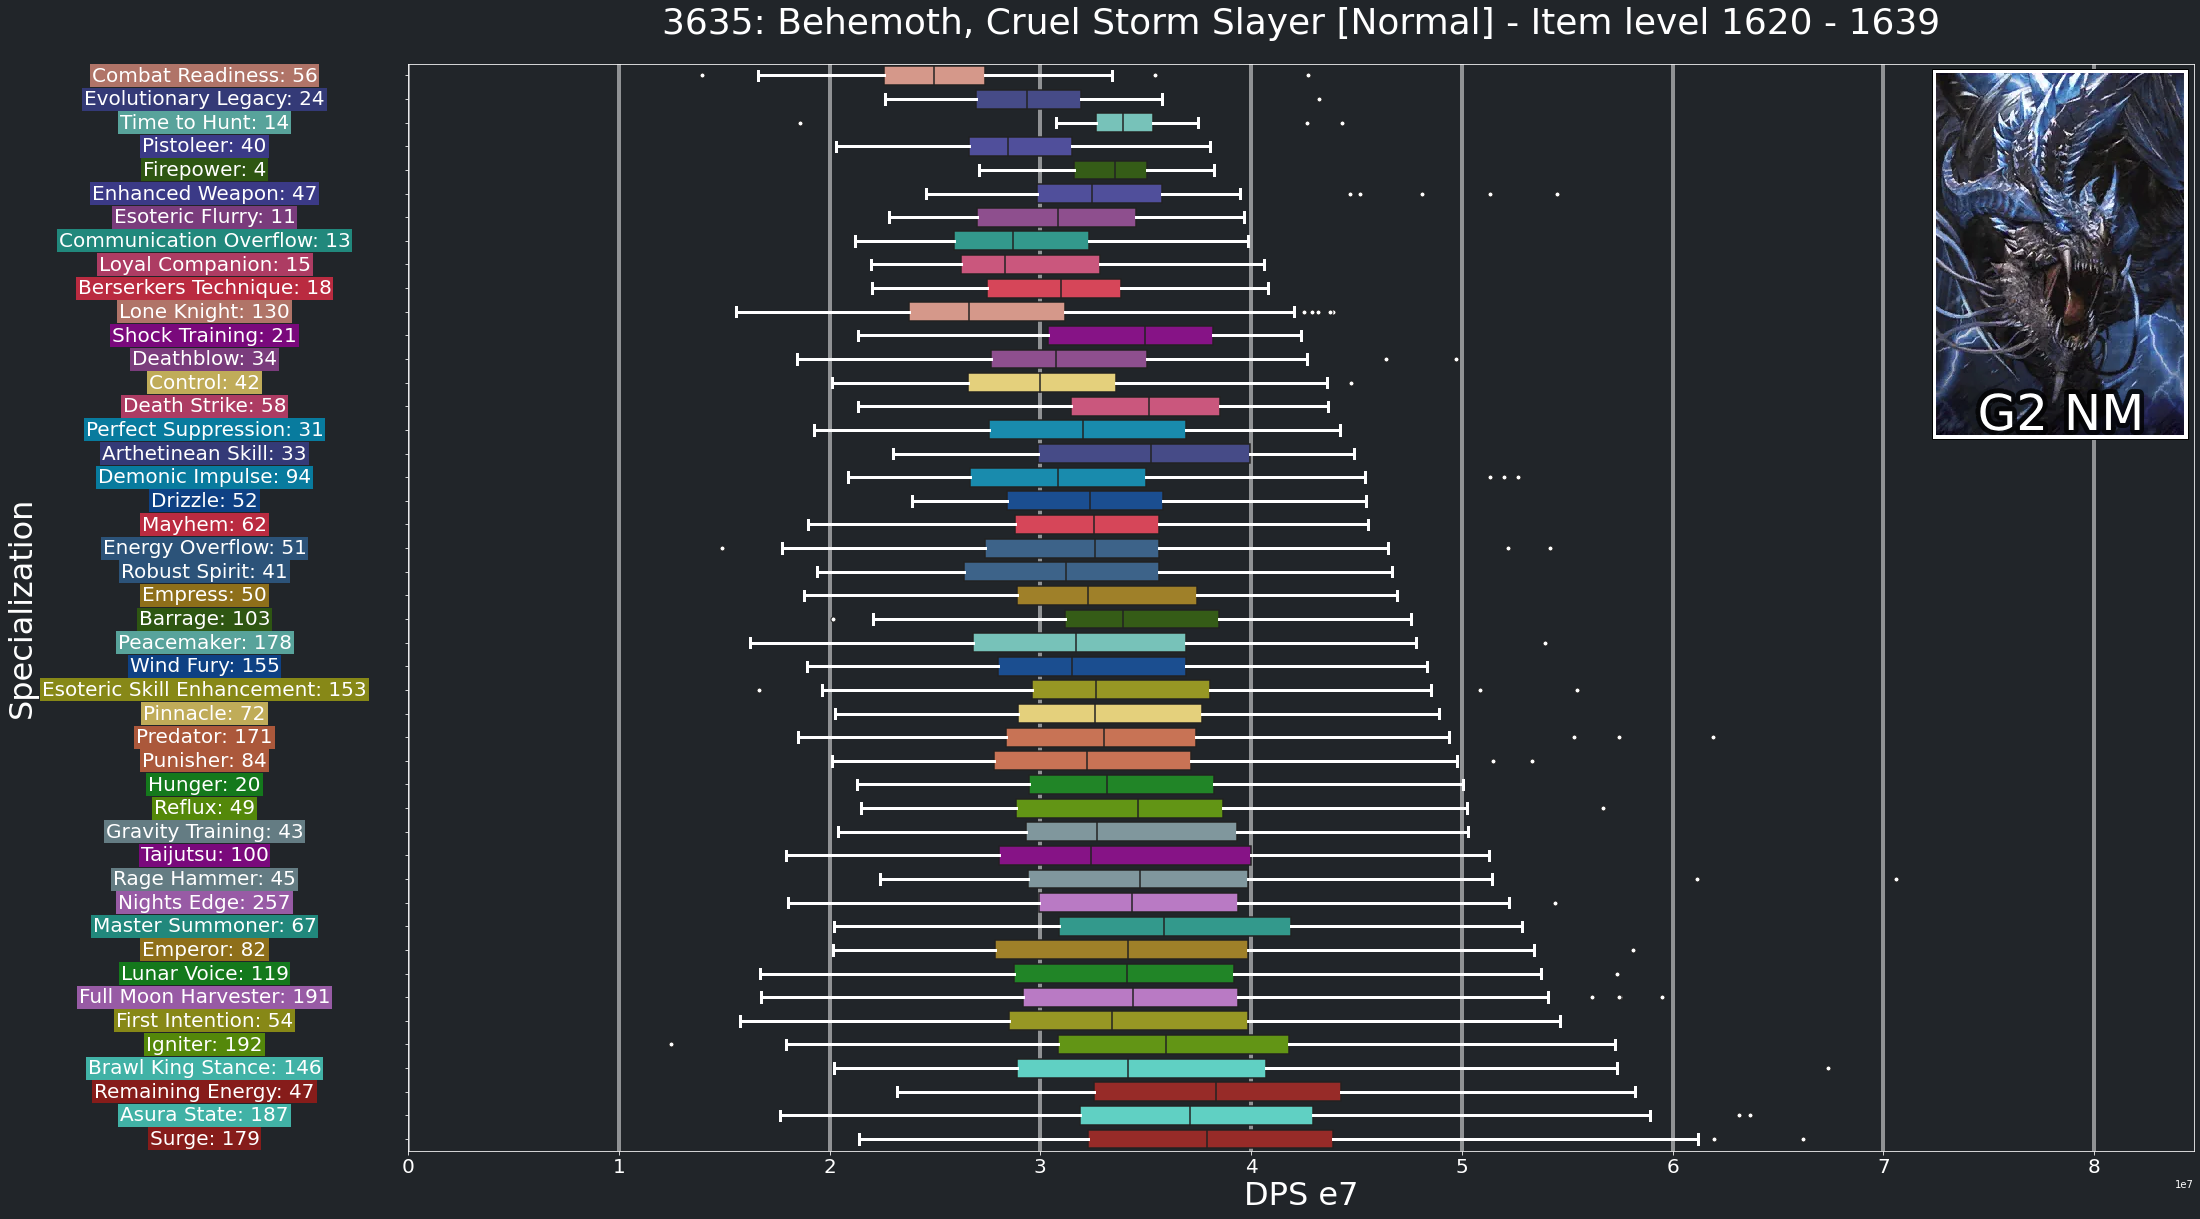 3635: Behemoth, Cruel Storm Slayer [Normal] - Item level 1620 - 1639
Specialization
Combat Readiness: 56
Evolutionary Legacy: 24
Time to Hunt: 14
Pistoleer: 40
Firepower: 4
Enhanced Weapon: 47
Esoteric Flurry: 11
Communication Overflow: 13
Loyal Companion: 15
Berserkers Technique: 18
Lone Knight: 130
Shock Training: 21
Deathblow: 34
Control: 42
Death Strike: 58
Perfect Suppression: 31
Arthetinean Skill: 33
Demonic Impulse: 94
Drizzle: 52
Mayhem: 62
Energy Overflow: 51
Robust Spirit: 41
Empress: 50
Barrage: 103
Peacemaker: 178
Wind Fury: 155
Esoteric Skill Enhancement: 153
Pinnacle: 72
Predator: 171
Punisher: 84
Hunger: 20
Reflux: 49
Gravity Training: 43
Taijutsu: 100
Rage Hammer: 45
Nights Edge: 257
Master Summoner: 67
Emperor: 82
Lunar Voice: 119
Full Moon Harvester: 191
First Intention: 54
Igniter: 192
Brawl King Stance: 146
Remaining Energy: 47
Asura State: 187
Surge: 179
G2 NM
0 1 2 3 4 5 6 7 8
1e7
DPS e7